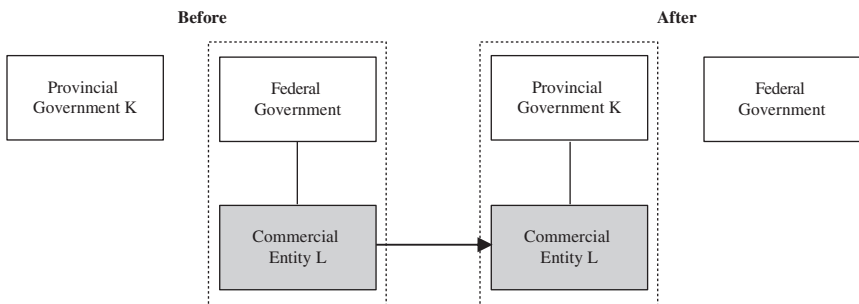 Before
After
Provincial
Government K
Federal
Government
Provincial
Government K
Federal
Government
Commercial
Entity L
Commercial
Entity L